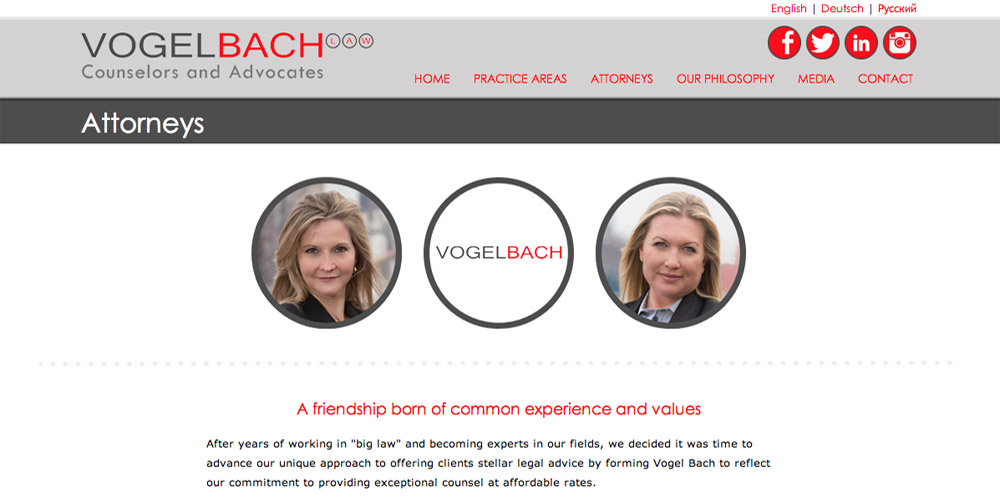 English | Deutsch | Русский
VOGELBACH LAW
Counselors and Advocates
HOME PRACTICE AREAS ATTORNEYS OUR PHILOSOPHY MEDIA CONTACT
Attorneys
VOGELBACH
A friendship born of common experience and values
After years of working in "big law" and becoming experts in our fields, we decided it was time to
advance our unique approach to offering clients stellar legal advice by forming Vogel Bach to reflect
our commitment to providing exceptional counsel at affordable rates.